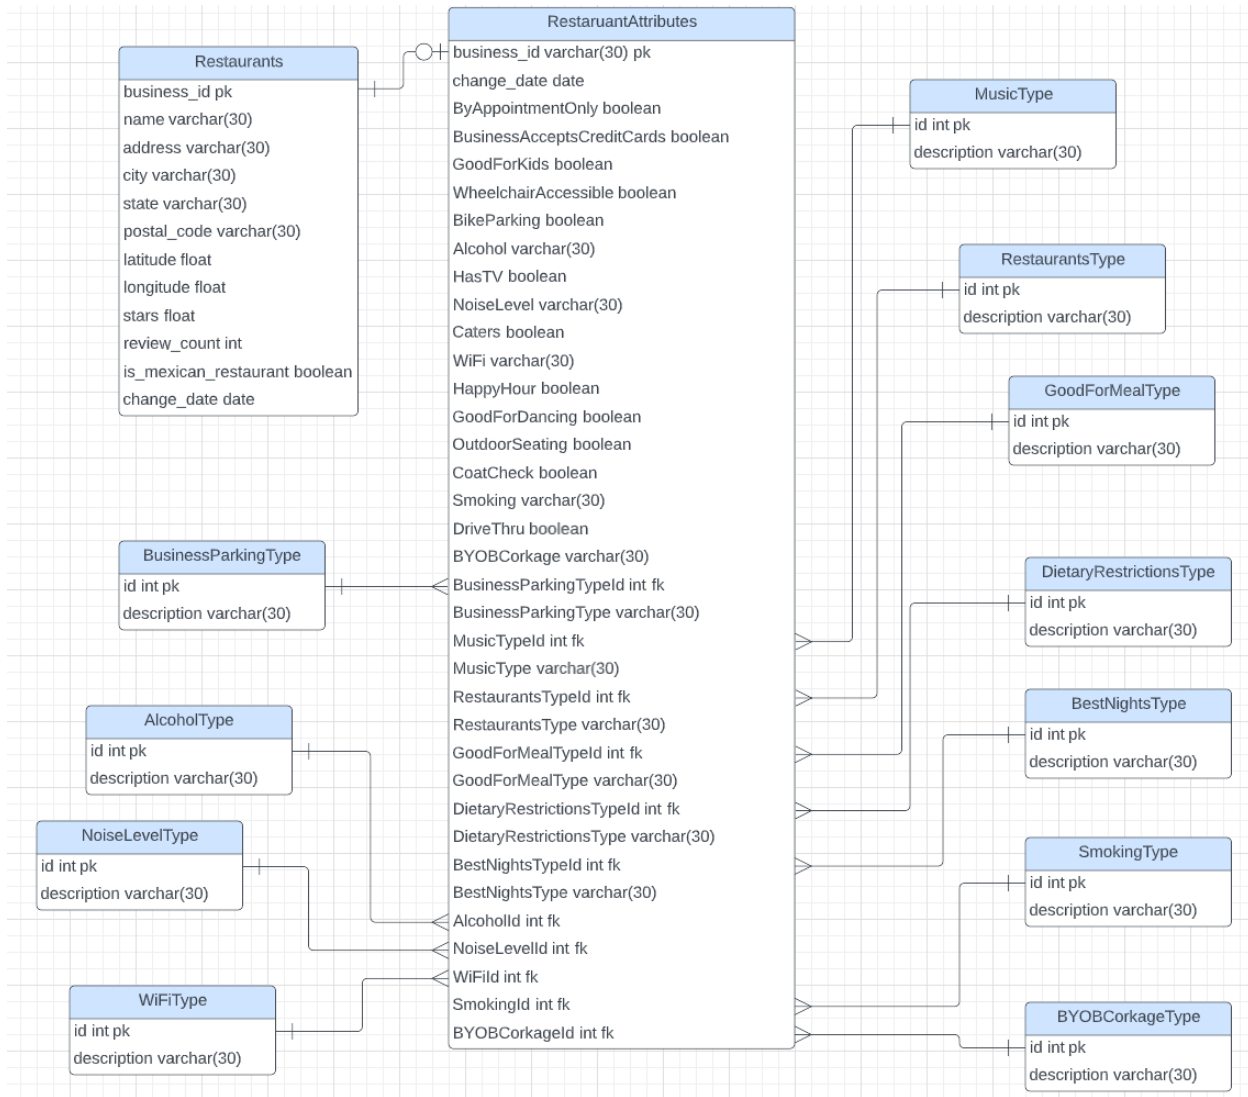 RestaruantAttributes
business_id varchar(30) pk
change_date date
ByAppointmentOnly boolean
BusinessAcceptsCreditCards boolean
GoodForKids boolean
WheelchairAccessible boolean
BikeParking boolean
Alcohol varchar(30)
HasTV boolean
NoiseLevel varchar(30)
Caters boolean
WiFi varchar(30)
HappyHour boolean
GoodForDancing boolean
OutdoorSeating boolean
CoatCheck boolean
Smoking varchar(30)
DriveThru boolean
BYOBCorkage varchar(30)
BusinessParkingTypeId int fk
BusinessParkingType varchar(30)
MusicTypeId int fk
MusicType varchar(30)
RestaurantsTypeId int fk
RestaurantsType varchar(30)
GoodForMealTypeId int fk
GoodForMealType varchar(30)
DietaryRestrictionsTypeId int fk
DietaryRestrictionsType varchar(30)
BestNightsTypeId int fk
BestNightsType varchar(30)
AlcoholId int fk
NoiseLevelId int fk
WiFiId int fk
SmokingId int fk
BYOBCorkageId int fk
Restaurants
business_id pk
name varchar(30)
address varchar(30)
city varchar(30)
state varchar(30)
postal_code varchar(30)
latitude float
longitude float
stars float
review_count int
is_mexican_restaurant boolean
change_date date
BusinessParkingType
id int pk
description varchar(30)
AlcoholType
id int pk
description varchar(30)
NoiseLevelType
id int pk
description varchar(30)
WiFiType
id int pk
description varchar(30)
MusicType
id int pk
description varchar(30)
RestaurantsType
id int pk
description varchar(30)
GoodForMealType
id int pk
description varchar(30)
DietaryRestrictionsType
id int pk
description varchar(30)
BestNightsType
id int pk
description varchar(30)
SmokingType
id int pk
description varchar(30)
BYOBCorkageType
id int pk
description varchar(30)